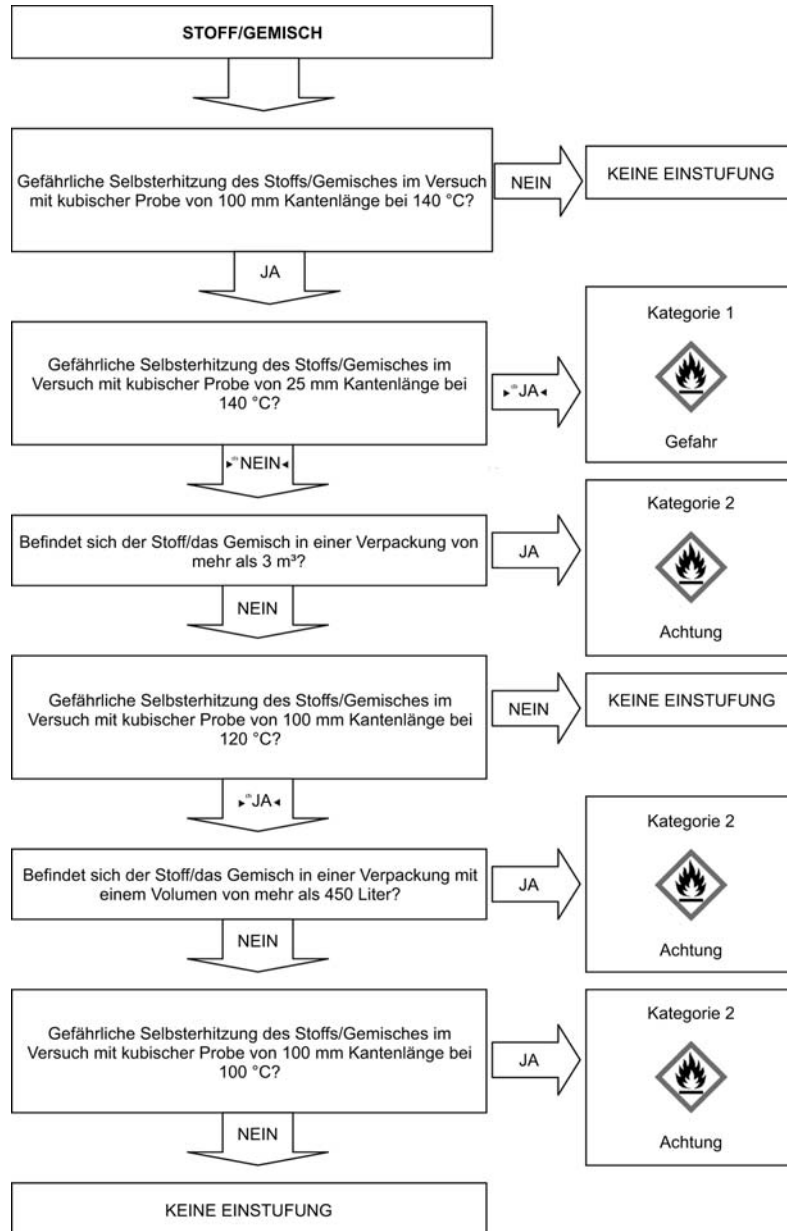 STOFF/GEMISCH
Gefährliche Selbsterhitzung des Stoffs/Gemisches im Versuch
mit kubischer Probe von 100 mm Kantenlänge bei 140 °C?
NEIN
KEINE EINSTUFUNG
JA
Gefährliche Selbsterhitzung des Stoffs/Gemisches im
Versuch mit kubischer Probe von 25 mm Kantenlänge bei
140 °C?
JA
Kategorie 1
Gefahr
NEIN
Befindet sich der Stoff/das Gemisch in einer Verpackung von
mehr als 3 m³?
JA
Kategorie 2
Achtung
NEIN
Gefährliche Selbsterhitzung des Stoffs/Gemisches im
Versuch mit kubischer Probe von 100 mm Kantenlänge bei
120 °C?
NEIN
KEINE EINSTUFUNG
JA
Befindet sich der Stoff/das Gemisch in einer Verpackung mit
einem Volumen von mehr als 450 Liter?
JA
Kategorie 2
Achtung
NEIN
Gefährliche Selbsterhitzung des Stoffs/Gemisches im
Versuch mit kubischer Probe von 100 mm Kantenlänge bei
100 °C?
JA
Kategorie 2
Achtung
NEIN
KEINE EINSTUFUNG